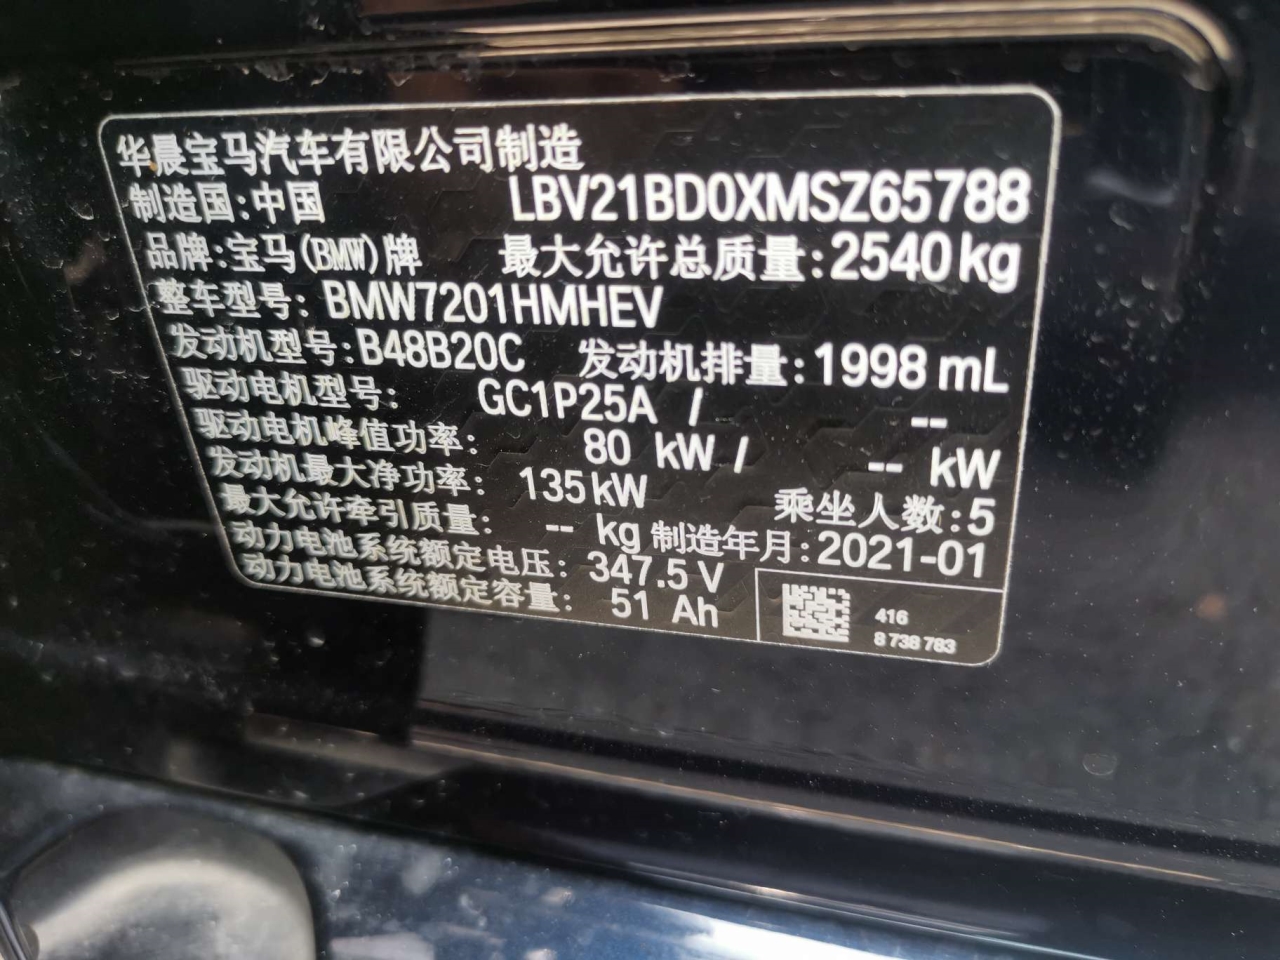 华晨宝马汽车有限公司制造
制造国:中国 LBV21BD0XMSZ65788
品牌:宝马(BMW)牌 最大允许总质量:2540kg
整车型号:BMW7201HMHEV
发动机型号:B48B20C 发动机排量:1998 mL
驱动电机型号: GC1P25A / --
驱动电机峰值功率: 80 kW / -- kW
发动机最大净功率: 135kW 乘坐人数:5
最大允许牵引质量: -- kg 制造年月:2021-01
动力电池系统额定电压: 347.5 V
动力电池系统额定容量: 51 Ah
416
8 738 783